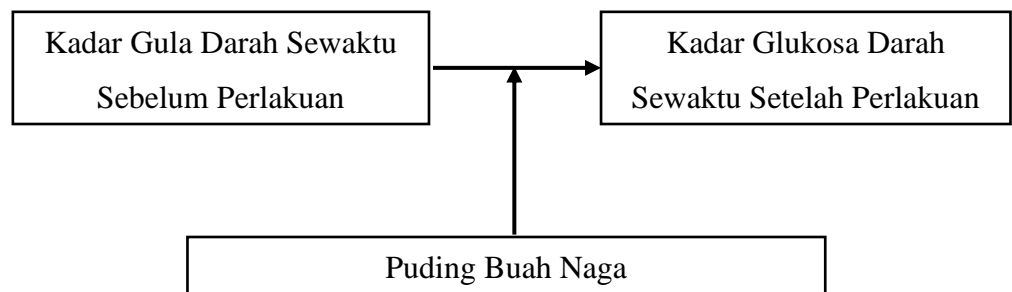 Kadar Gula Darah Sewaktu
Sebelum Perlakuan
Kadar Glukosa Darah
Sewaktu Setelah Perlakuan
Puding Buah Naga